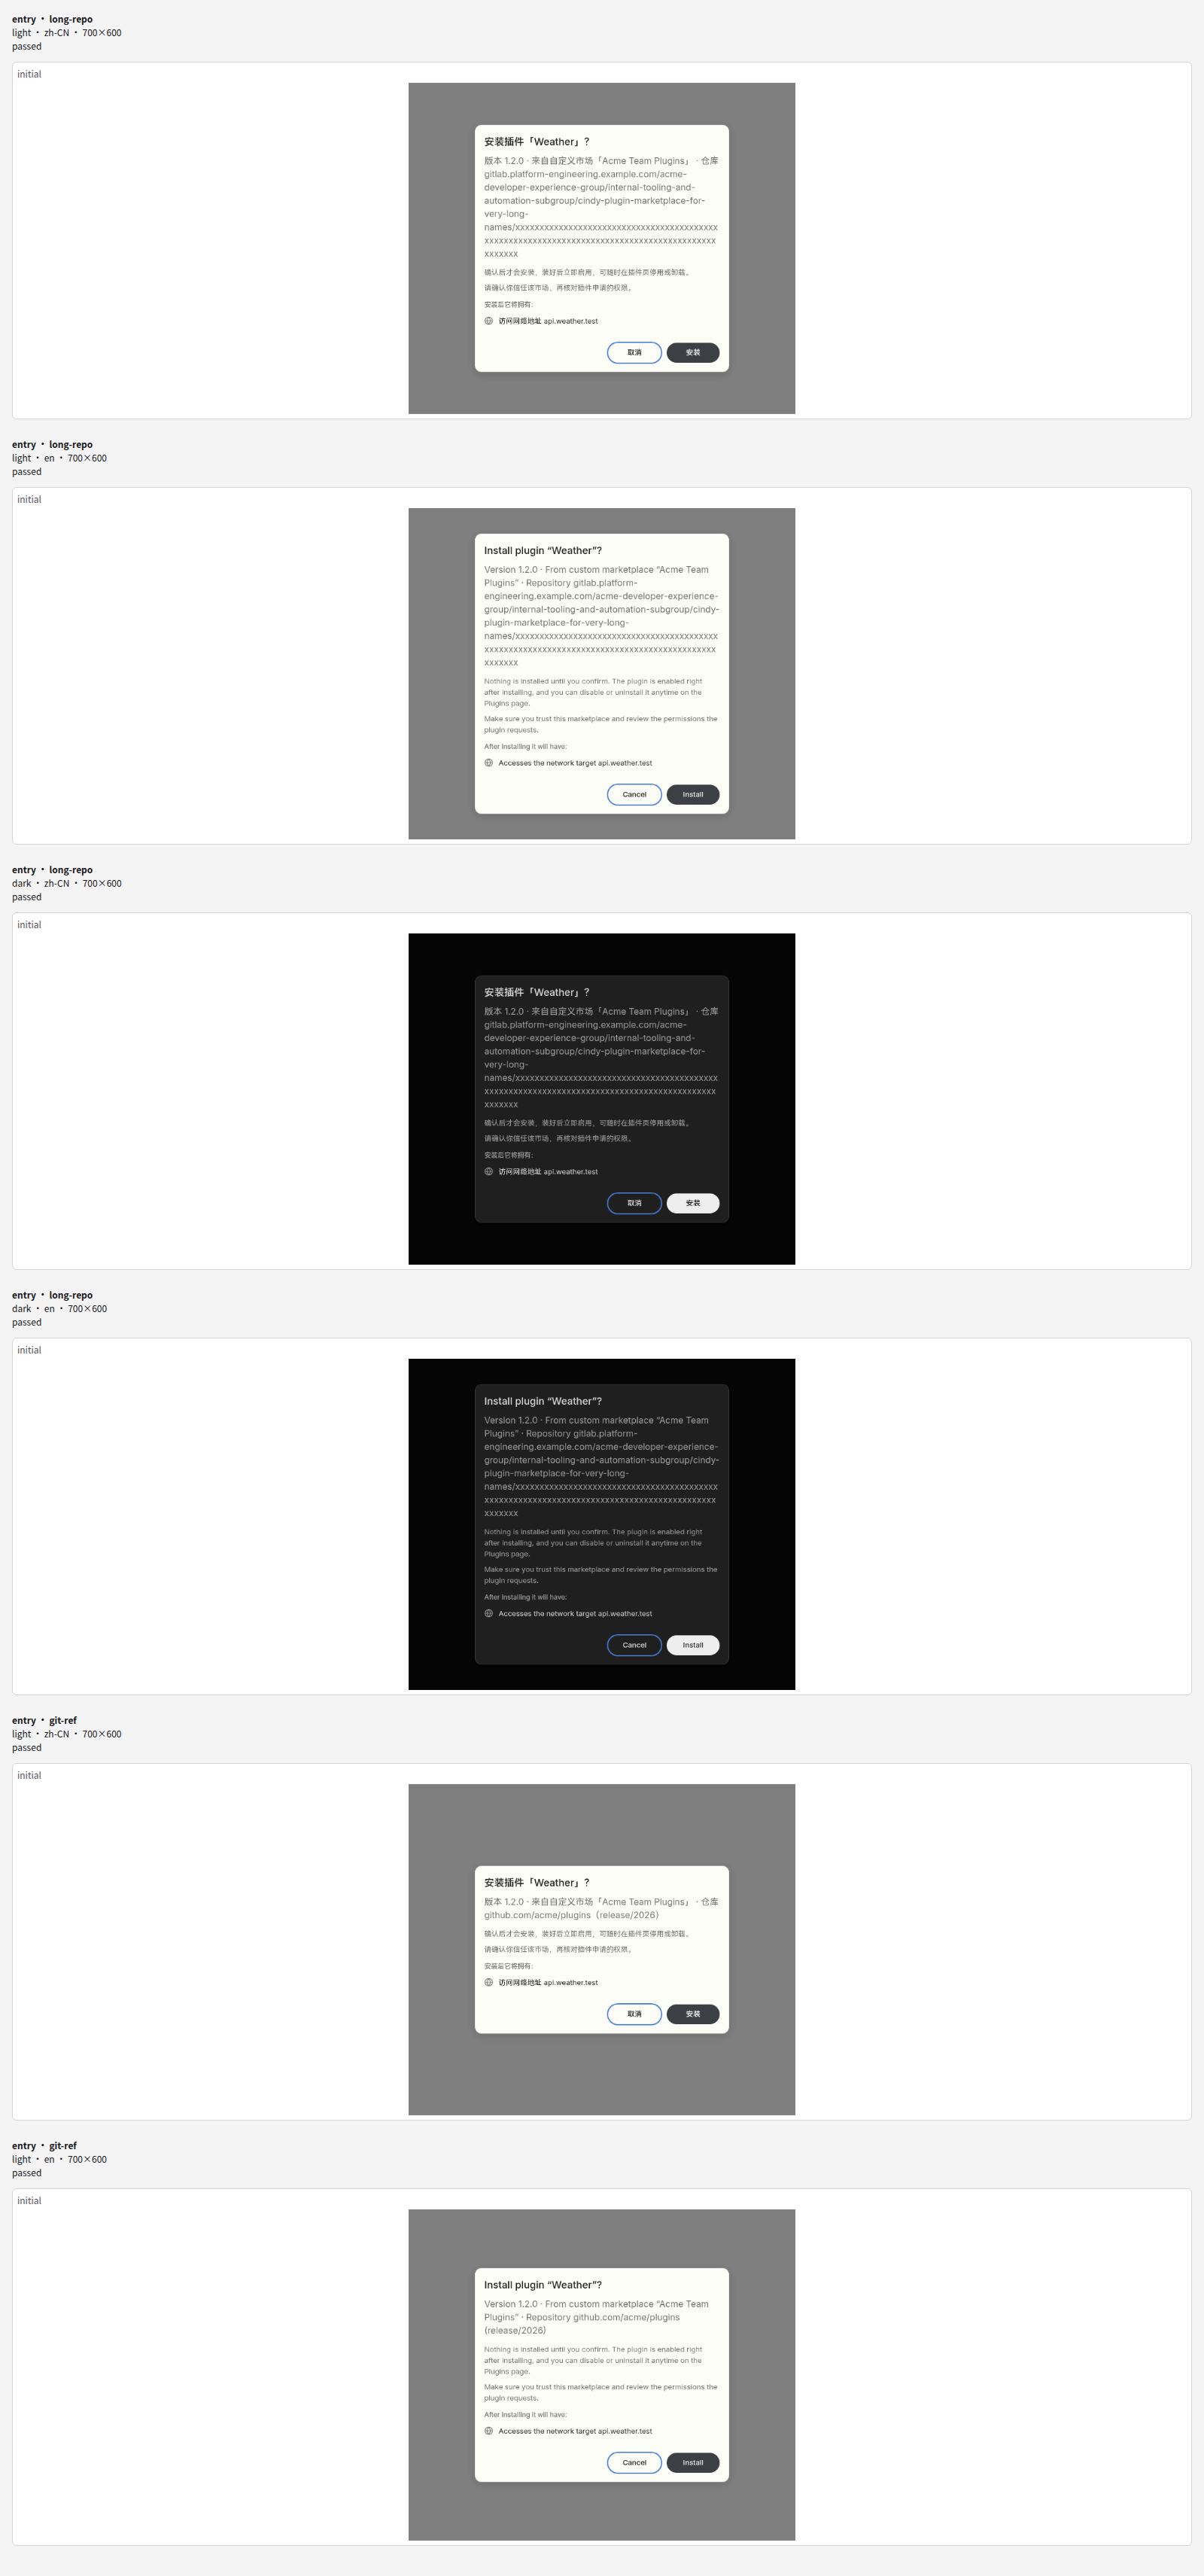 entry · long-repo
light · zh-CN · 700×600
passed
initial
安装插件「Weather」?
版本 1.2.0 · 来自自定义市场「Acme Team Plugins」 · 仓库
gitlab.platform-engineering.example.com/acme-
developer-experience-group/internal-tooling-and-
automation-subgroup/cindy-plugin-marketplace-for-
very-long-
names/xxxxxxxxxxxxxxxxxxxxxxxxxxxxxxxxxxxxxxxxxx
xxxxxxxxxxxxxxxxxxxxxxxxxxxxxxxxxxxxxxxxxxxxxxxx
xxxxxxx
确认后才会安装，装好后立即启用，可随时在插件页停用或卸载。
请确认你信任该市场，再核对插件申请的权限。
安装后它将拥有:
访问网络地址 api.weather.test
取消 安装
entry · long-repo
light · en · 700×600
passed
initial
Install plugin “Weather”?
Version 1.2.0 · From custom marketplace “Acme Team
Plugins” · Repository gitlab.platform-
engineering.example.com/acme-developer-experience-
group/internal-tooling-and-automation-subgroup/cindy-
plugin-marketplace-for-very-long-
names/xxxxxxxxxxxxxxxxxxxxxxxxxxxxxxxxxxxxxxxxxx
xxxxxxxxxxxxxxxxxxxxxxxxxxxxxxxxxxxxxxxxxxxxxxxx
xxxxxxx
Nothing is installed until you confirm. The plugin is enabled right
after installing, and you can disable or uninstall it anytime on the
Plugins page.
Make sure you trust this marketplace and review the permissions the
plugin requests.
After installing it will have:
Accesses the network target api.weather.test
Cancel Install
entry · long-repo
dark · zh-CN · 700×600
passed
initial
安装插件「Weather」?
版本 1.2.0 · 来自自定义市场「Acme Team Plugins」 · 仓库
gitlab.platform-engineering.example.com/acme-
developer-experience-group/internal-tooling-and-
automation-subgroup/cindy-plugin-marketplace-for-
very-long-
names/xxxxxxxxxxxxxxxxxxxxxxxxxxxxxxxxxxxxxxxxxx
xxxxxxxxxxxxxxxxxxxxxxxxxxxxxxxxxxxxxxxxxxxxxxxx
xxxxxxx
确认后才会安装，装好后立即启用，可随时在插件页停用或卸载。
请确认你信任该市场，再核对插件申请的权限。
安装后它将拥有:
访问网络地址 api.weather.test
取消 安装
entry · long-repo
dark · en · 700×600
passed
initial
Install plugin “Weather”?
Version 1.2.0 · From custom marketplace “Acme Team
Plugins” · Repository gitlab.platform-
engineering.example.com/acme-developer-experience-
group/internal-tooling-and-automation-subgroup/cindy-
plugin-marketplace-for-very-long-
names/xxxxxxxxxxxxxxxxxxxxxxxxxxxxxxxxxxxxxxxxxx
xxxxxxxxxxxxxxxxxxxxxxxxxxxxxxxxxxxxxxxxxxxxxxxx
xxxxxxx
Nothing is installed until you confirm. The plugin is enabled right
after installing, and you can disable or uninstall it anytime on the
Plugins page.
Make sure you trust this marketplace and review the permissions the
plugin requests.
After installing it will have:
Accesses the network target api.weather.test
Cancel Install
entry · git-ref
light · zh-CN · 700×600
passed
initial
安装插件「Weather」?
版本 1.2.0 · 来自自定义市场「Acme Team Plugins」 · 仓库
github.com/acme/plugins（release/2026）
确认后才会安装，装好后立即启用，可随时在插件页停用或卸载。
请确认你信任该市场，再核对插件申请的权限。
安装后它将拥有:
访问网络地址 api.weather.test
取消 安装
entry · git-ref
light · en · 700×600
passed
initial
Install plugin “Weather”?
Version 1.2.0 · From custom marketplace “Acme Team
Plugins” · Repository github.com/acme/plugins
(release/2026)
Nothing is installed until you confirm. The plugin is enabled right
after installing, and you can disable or uninstall it anytime on the
Plugins page.
Make sure you trust this marketplace and review the permissions the
plugin requests.
After installing it will have:
Accesses the network target api.weather.test
Cancel Install